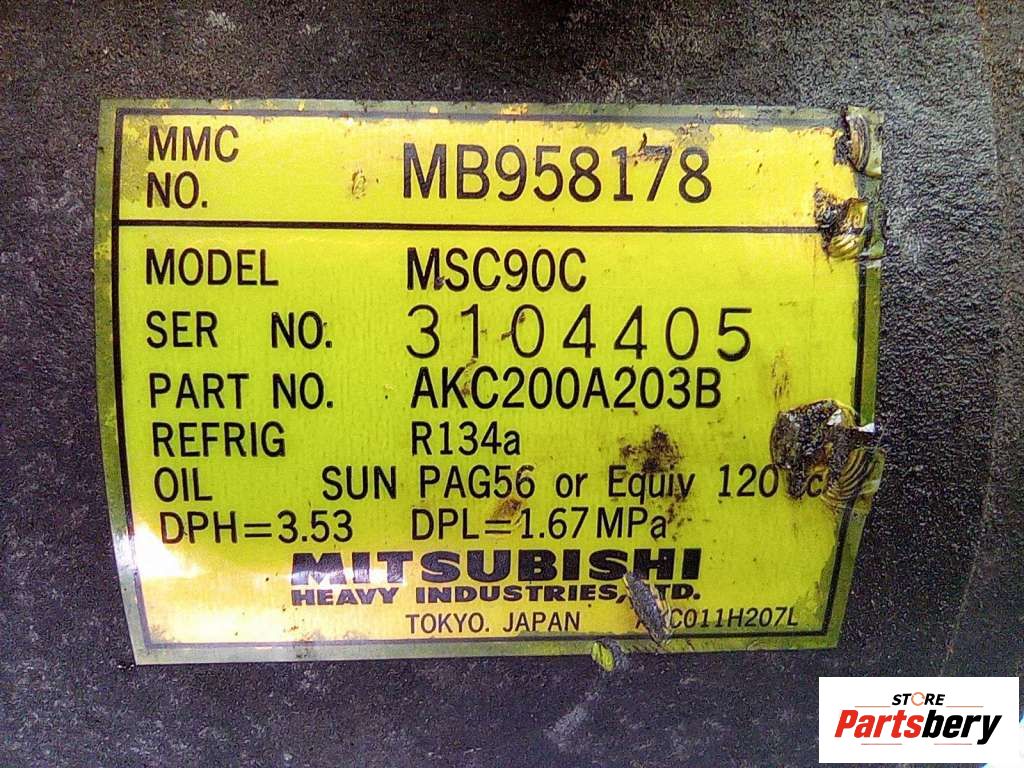 MMC
NO.
MB958178
MODEL MSC90C
SER NO. 3104405
PART NO. AKC200A203B
REFRIG R134a
OIL SUN PAG56 or Equiv 120
DPH=3.53 DPL=1.67 MPa
MITSUBISHI
HEAVY INDUSTRIES,
TOKYO. JAPAN
STORE
Partsbery